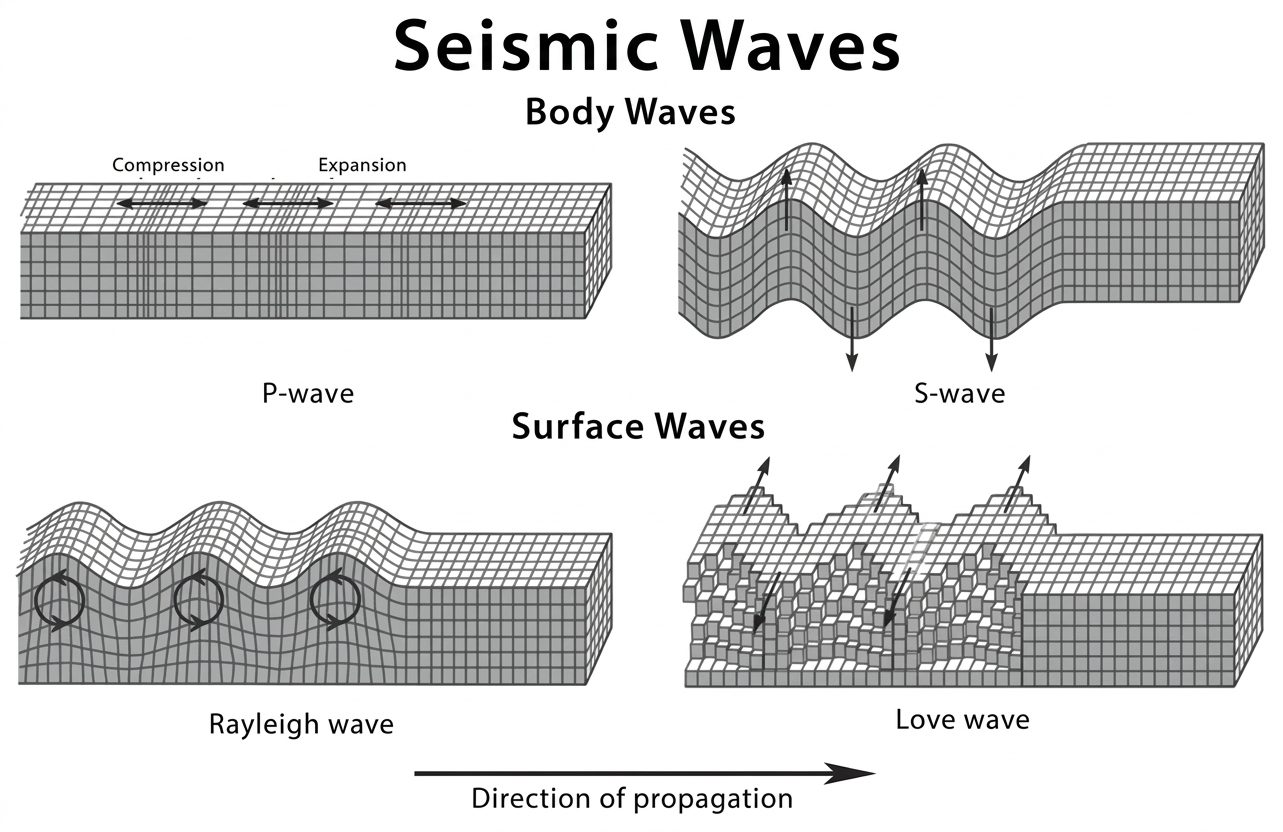 Seismic Waves
Body Waves
Compression
Expansion
P-wave
S-wave
Surface Waves
Rayleigh wave
Love wave
Direction of propagation